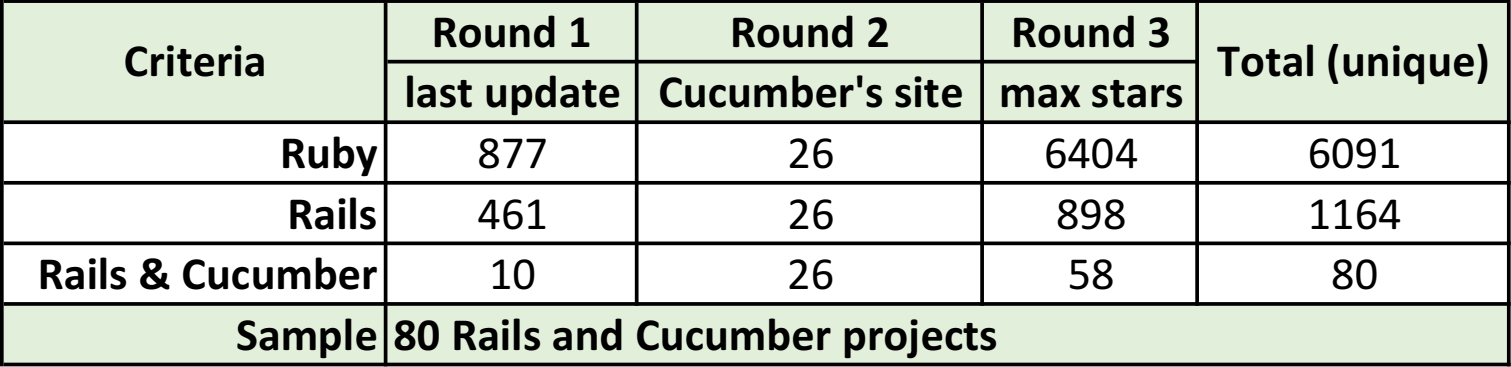 Criteria Round 1 Round 2 Round 3 Total (unique)
last update Cucumber's site max stars
Ruby 877 26 6404 6091
Rails 461 26 898 1164
Rails & Cucumber 10 26 58 80
Sample 80 Rails and Cucumber projects